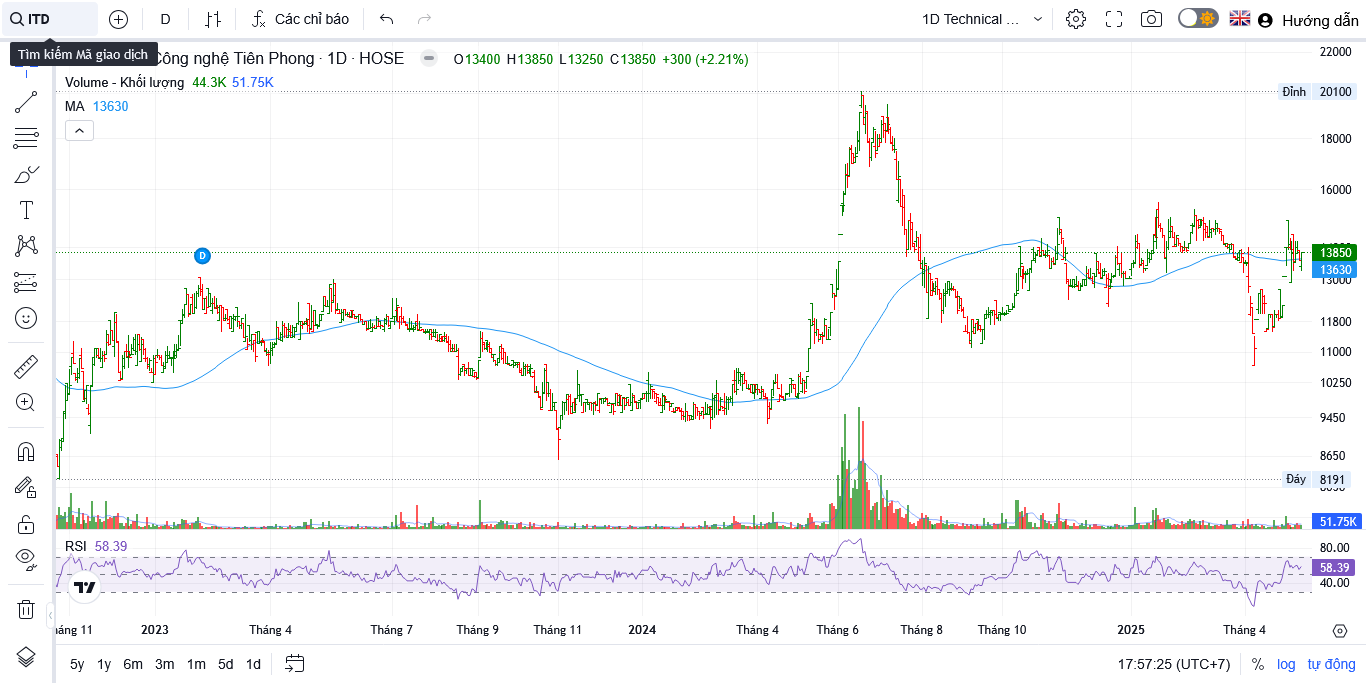 ITD
D
Các chỉ báo
1D Technical ...
Hướng dẫn
Tìm kiếm Mã giao dịch
Công nghệ Tiên Phong · 1D · HOSE
O13400 H13850 L13250 C13850 +300 (+2.21%)
Volume - Khối lượng 44.3K 51.75K
MA 13630
22000
Đỉnh 20100
18000
16000
D
13850
13630
13000
11800
11000
10250
9450
8650
Đáy 8191
51.75K
RSI 58.39
80.00
58.39
40.00
háng 11 2023 Tháng 4 Tháng 7 Tháng 9 Tháng 11 2024 Tháng 4 Tháng 6 Tháng 8 Tháng 10 2025 Tháng 4
5y 1y 6m 3m 1m 5d 1d
17:57:25 (UTC+7) % log tự động